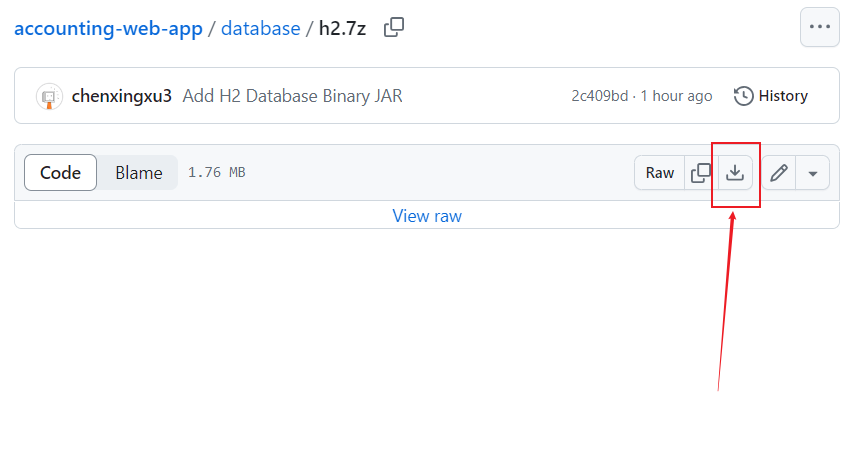 accounting-web-app / database / h2.7z
chenxingxu3 Add H2 Database Binary JAR 2c409bd · 1 hour ago History
Code Blame 1.76 MB Raw
View raw